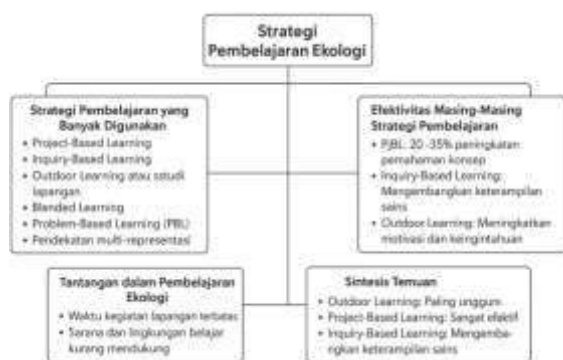 Strategi
Pembelajaran Ekologi
Strategi Pembelajaran yang
Banyak Digunakan
• Project-Based Learning
• Inquiry-Based Learning
• Outdoor Learning atau satudi
lapangan
• Blended Learning
• Problem-Based Learning (PBL)
• Pendekatan multi-representasi
Efektivitas Masing-Masing
Strategi Pembelajaran
• PJBL: 20 -35% peningkatan
pemahaman konsep
• Inquiry-Based Learning:
Mengembangkan keterampilan
sains
• Outdoor Learning: Meningkatkan
motivasi dan keingintahuan
Tantangan dalam Pembelajaran
Ekologi
• Waktu kegiatan lapangan terbatas
• Sarana dan lingkungan belajar
kurang mendukung
Sintesis Temuan
• Outdoor Learning: Paling unggun
• Project-Based Learning: Sangat efektif
• Inquiry-Based Learning: Mengemba-
ngkan keterampilan sains